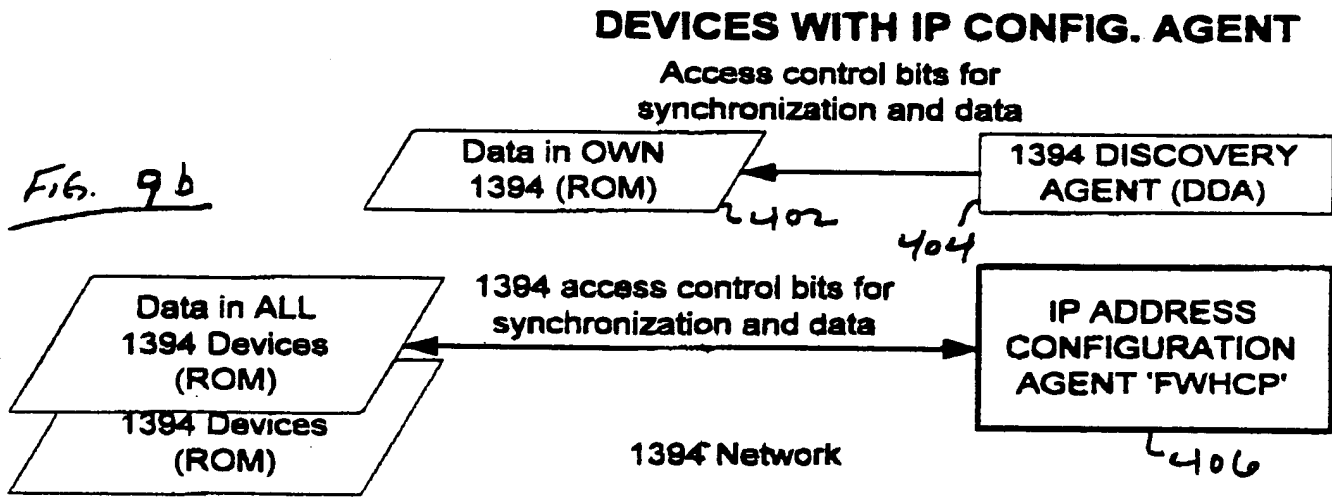 DEVICES WITH IP CONFIG. AGENT
Access control bits for
synchronization and data
Data in OWN
1394 (ROM)
1394 DISCOVERY
AGENT (DDA)
FIG. 9b
402
404
Data in ALL
1394 Devices
(ROM)
1394 access control bits for
synchronization and data
IP ADDRESS
CONFIGURATION
AGENT 'FWHCP'
1394 Devices
(ROM)
1394 Network
406